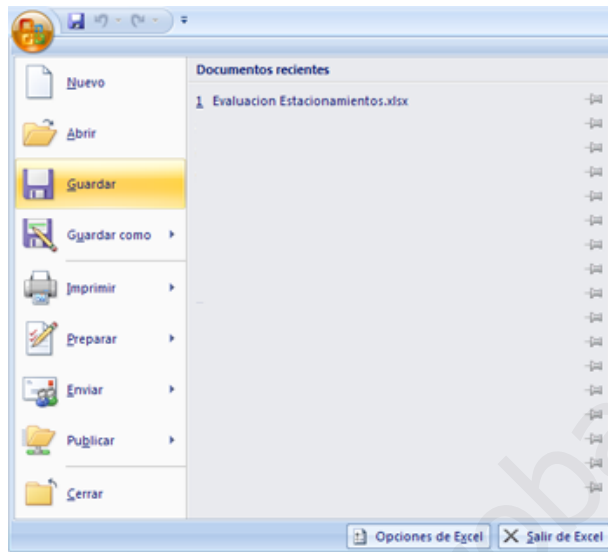 Nuevo
Abrir
Guardar
Guardar como
Imprimir
Preparar
Enviar
Publicar
Cerrar
Documentos recientes
1 Evaluacion Estacionamientos.xlsx
Opciones de Excel
Salir de Excel